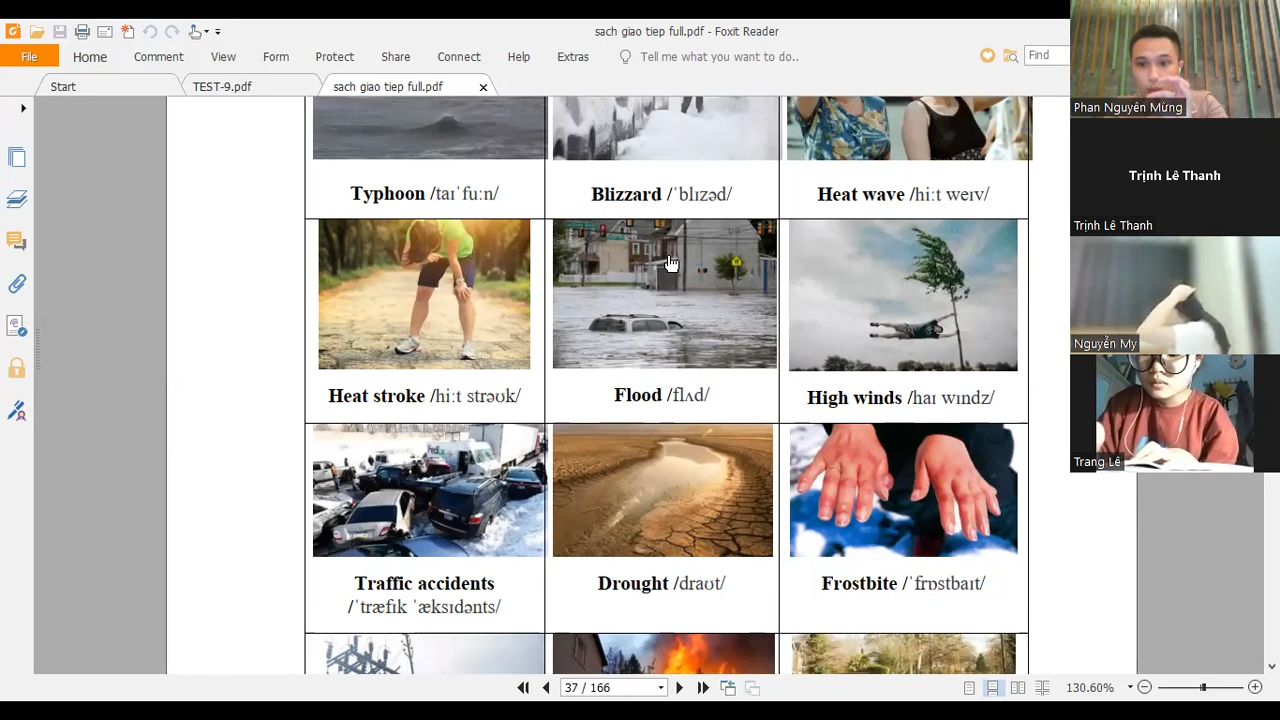 sach giao tiep full.pdf - Foxit Reader
File Home Comment View Form Protect Share Connect Help Extras Tell me what you want to do.. Find
Start TEST-9.pdf sach giao tiep full.pdf
Phan Nguyên Mừng
Trịnh Lê Thanh
Trịnh Lê Thanh
Nguyễn My
Trang Lê
Typhoon /taɪˈfuːn/ Blizzard /ˈblɪzəd/ Heat wave /hiːt weɪv/
Heat stroke /hiːt strəʊk/ Flood /flʌd/ High winds /haɪ wɪndz/
FedEx
Traffic accidents Drought /draʊt/ Frostbite /ˈfrɒstbaɪt/
/ˈtræfɪk ˈæksɪdənts/
37 / 166 130.60%